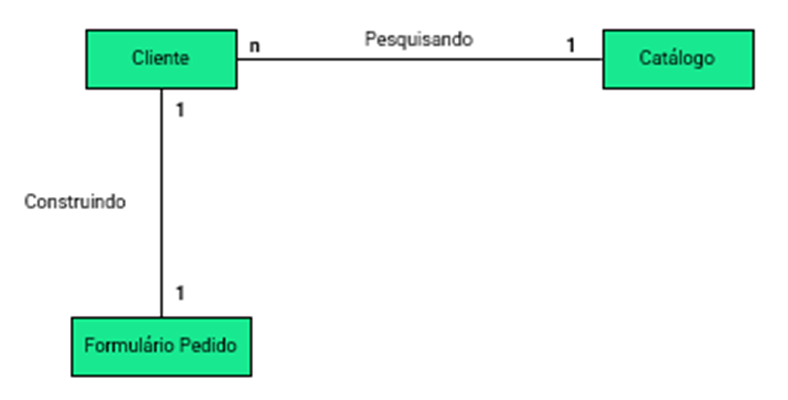 Cliente
n
Pesquisando
1
Catálogo
1
Construindo
1
Formulário Pedido